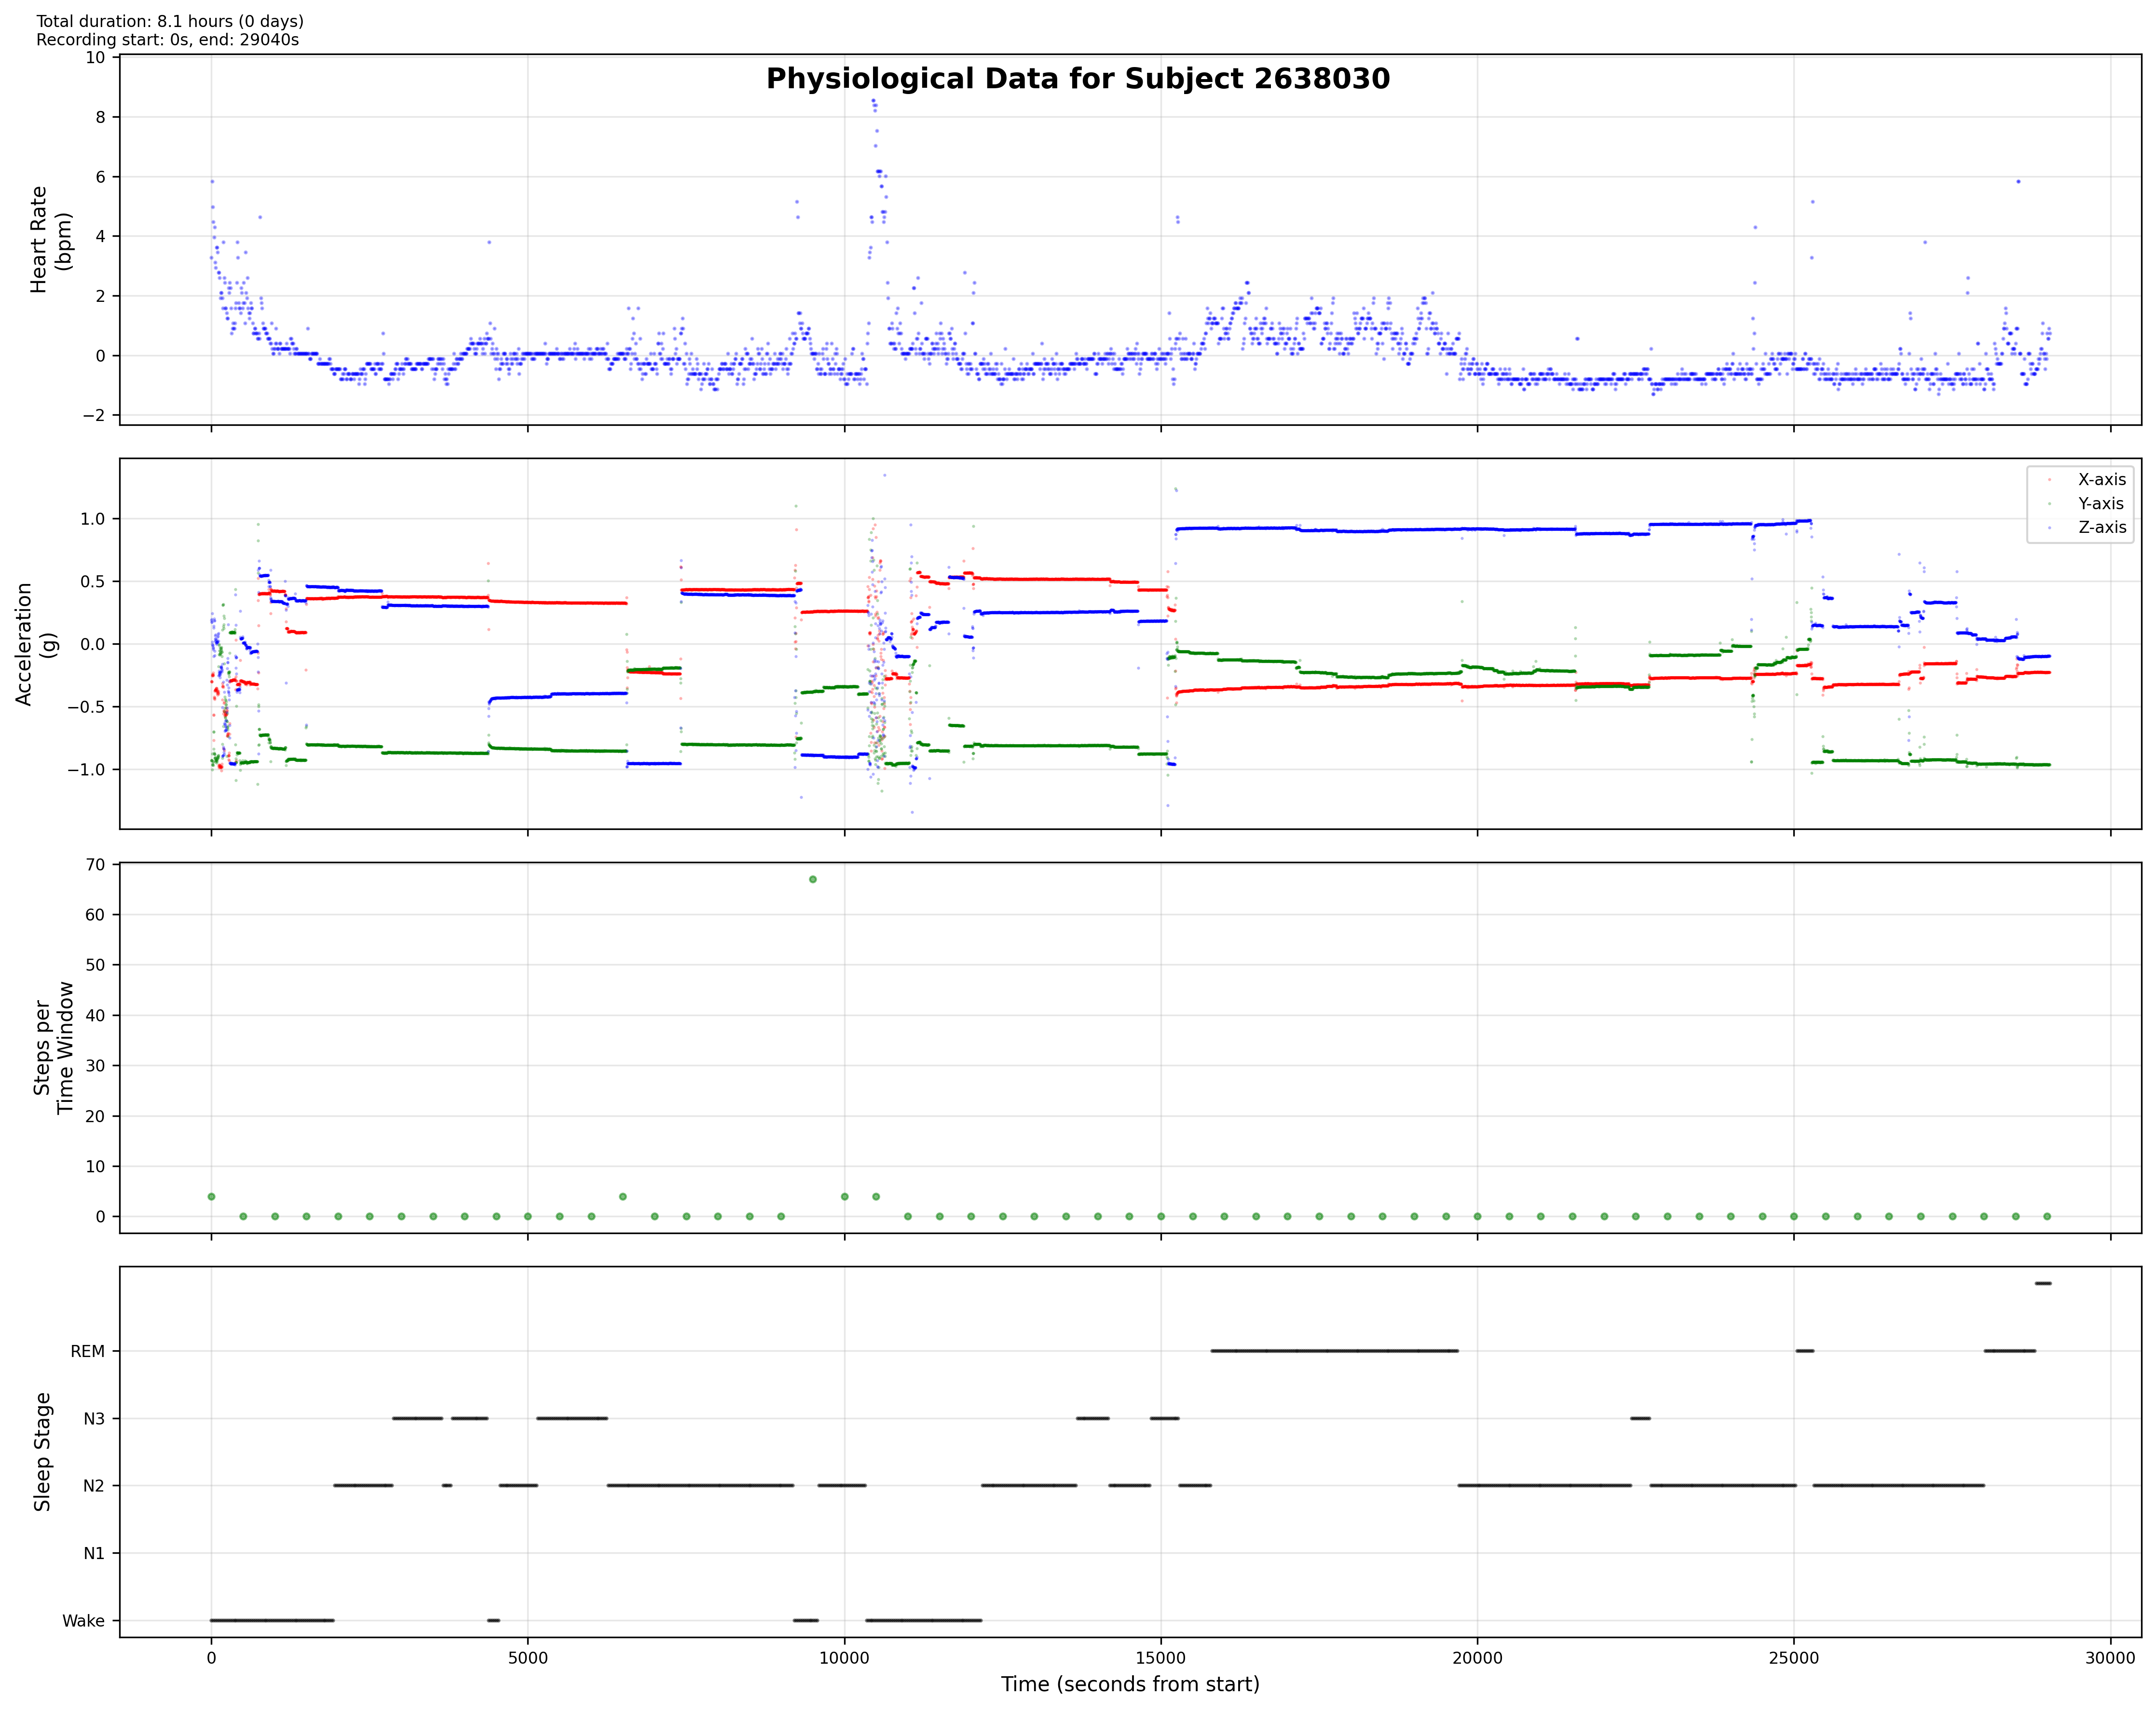 Total duration: 8.1 hours (0 days)
Recording start: 0s, end: 29040s
Physiological Data for Subject 2638030
Heart Rate
(bpm)
10
8
6
4
2
0
−2
Acceleration
(g)
1.0
0.5
0.0
−0.5
−1.0
X-axis
Y-axis
Z-axis
Steps per
Time Window
70
60
50
40
30
20
10
0
Sleep Stage
REM
N3
N2
N1
Wake
0
5000
10000
15000
20000
25000
30000
Time (seconds from start)